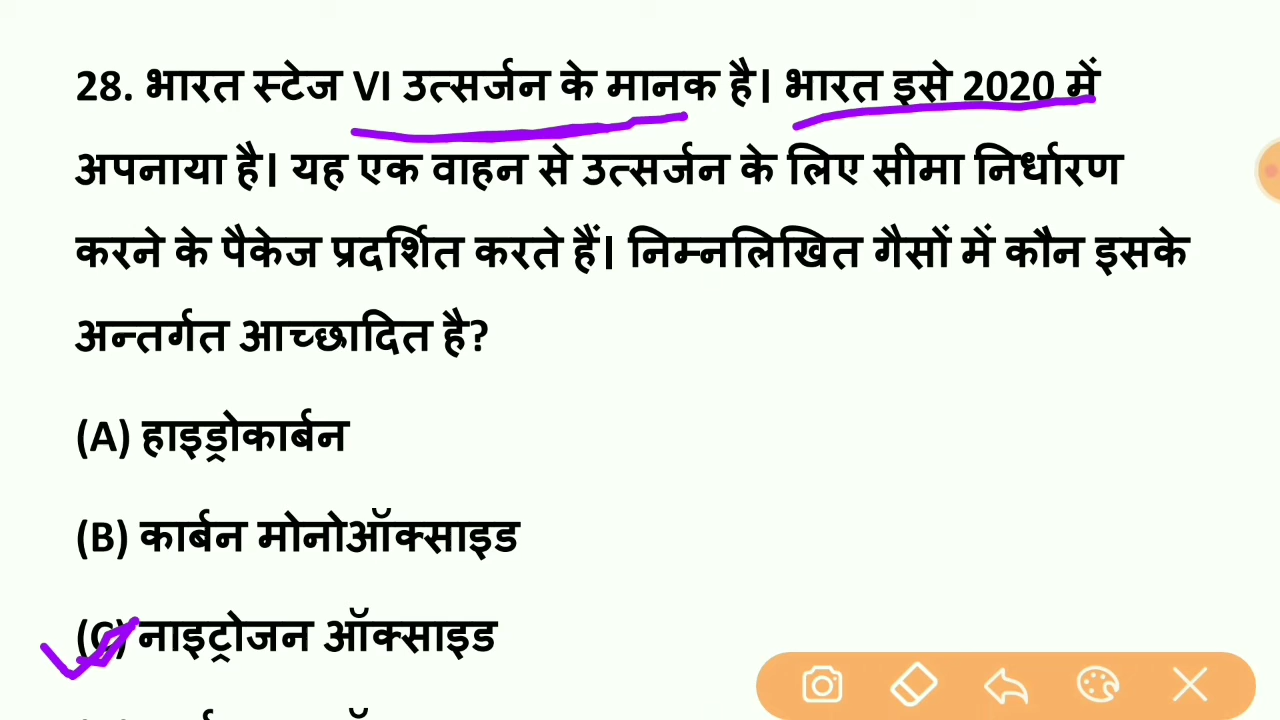 28. भारत स्टेज VI उत्सर्जन के मानक है। भारत इसे 2020 में
अपनाया है। यह एक वाहन से उत्सर्जन के लिए सीमा निर्धारण
करने के पैकेज प्रदर्शित करते हैं। निम्नलिखित गैसों में कौन इसके
अन्तर्गत आच्छादित है?
(A) हाइड्रोकार्बन
(B) कार्बन मोनोऑक्साइड
(C) नाइट्रोजन ऑक्साइड